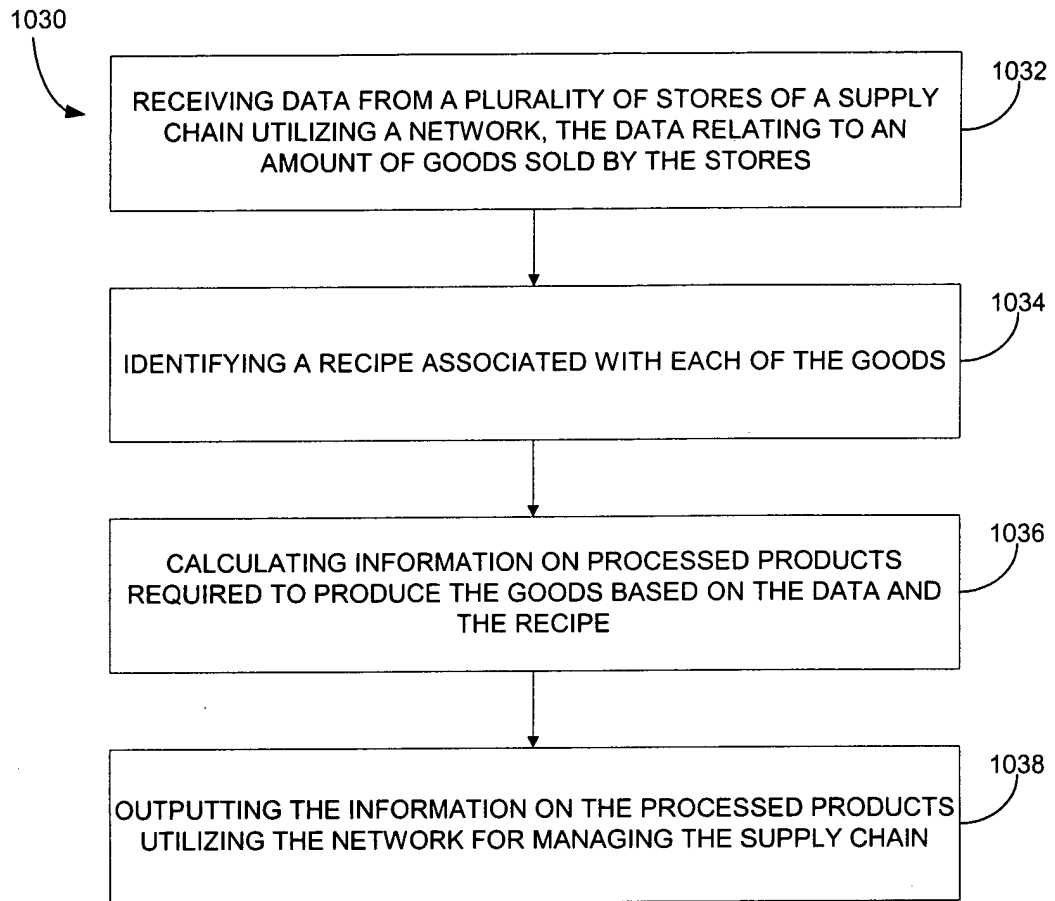 1030
1032
RECEIVING DATA FROM A PLURALITY OF STORES OF A SUPPLY
CHAIN UTILIZING A NETWORK, THE DATA RELATING TO AN
AMOUNT OF GOODS SOLD BY THE STORES
1034
IDENTIFYING A RECIPE ASSOCIATED WITH EACH OF THE GOODS
1036
CALCULATING INFORMATION ON PROCESSED PRODUCTS
REQUIRED TO PRODUCE THE GOODS BASED ON THE DATA AND
THE RECIPE
1038
OUTPUTTING THE INFORMATION ON THE PROCESSED PRODUCTS
UTILIZING THE NETWORK FOR MANAGING THE SUPPLY CHAIN